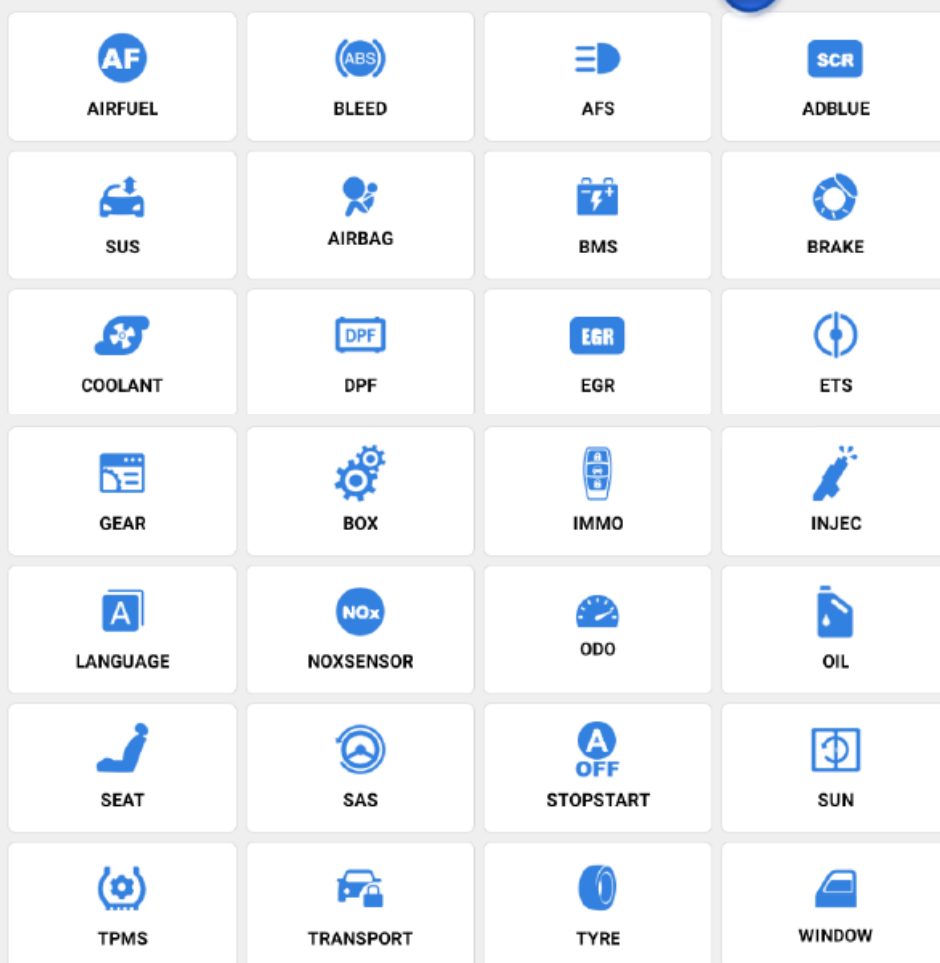 AF
AIRFUEL
ABS
BLEED
AFS
SCR
ADBLUE
SUS
AIRBAG
BMS
BRAKE
COOLANT
DPF
DPF
EGR
EGR
ETS
GEAR
BOX
IMMO
INJEC
A
LANGUAGE
NOx
NOXSENSOR
ODO
OIL
SEAT
SAS
A
OFF
STOPSTART
SUN
TPMS
TRANSPORT
TYRE
WINDOW